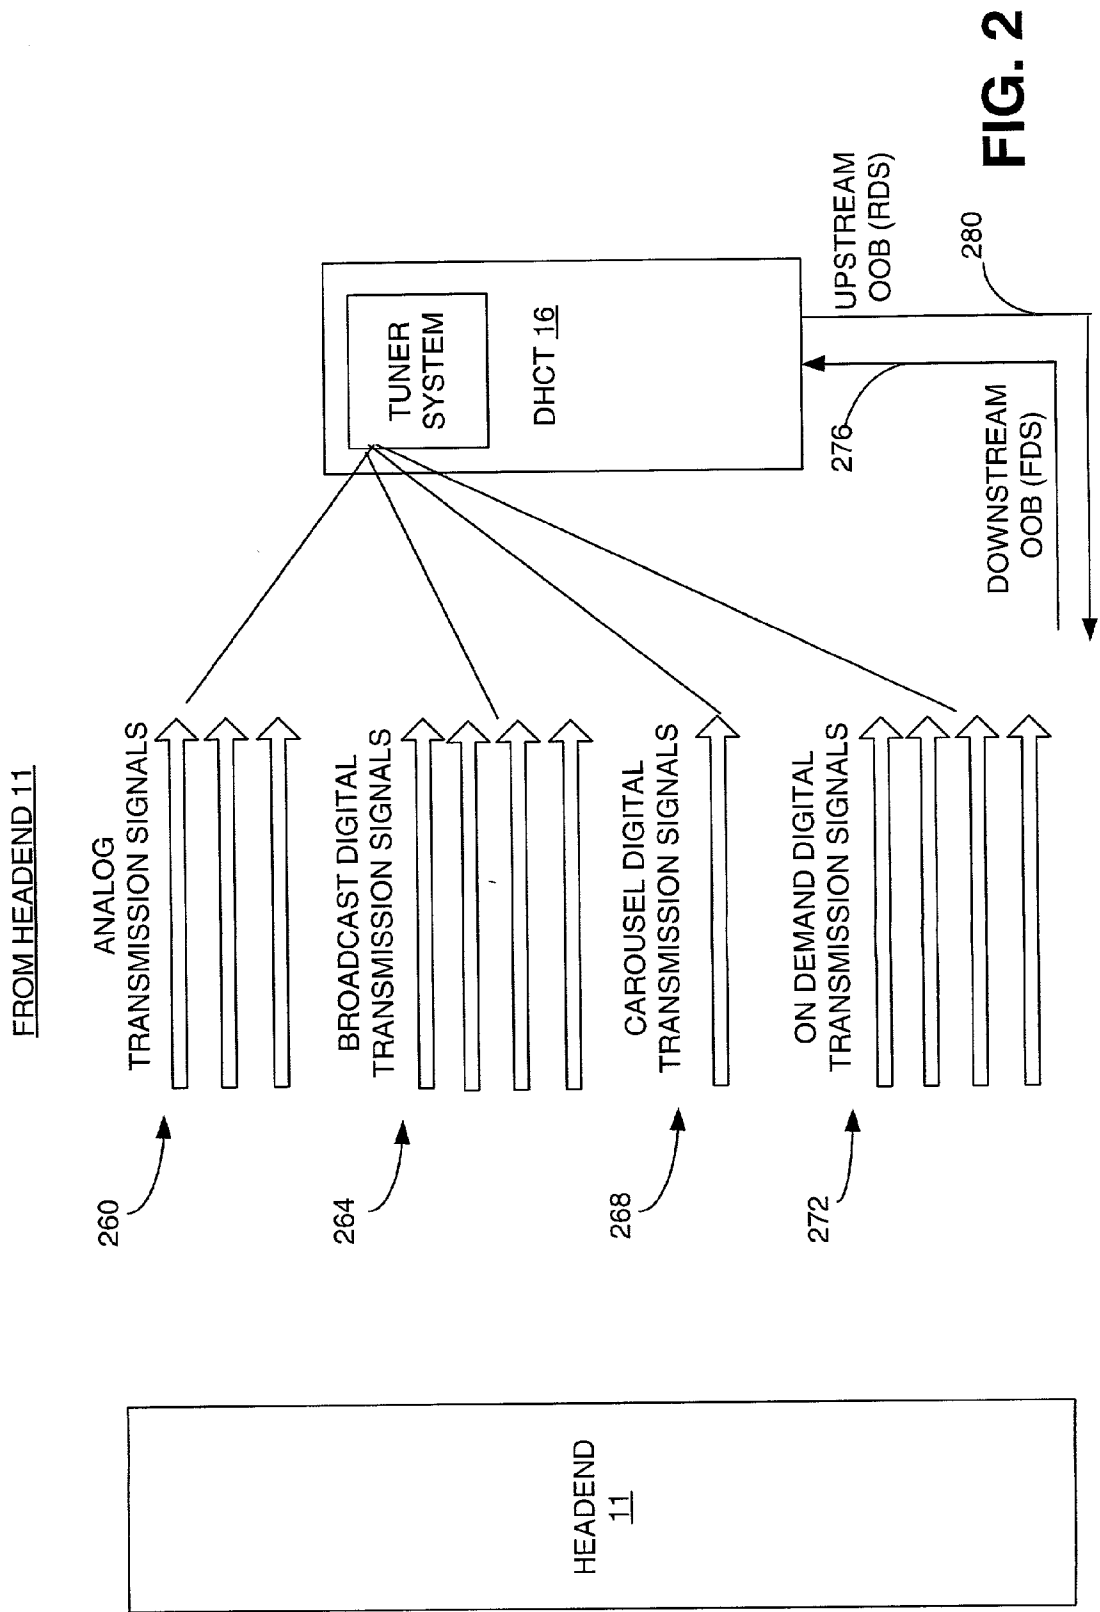 FROM HEADEND 11
ANALOG
TRANSMISSION SIGNALS
260
BROADCAST DIGITAL
TRANSMISSION SIGNALS
264
CAROUSEL DIGITAL
TRANSMISSION SIGNALS
268
ON DEMAND DIGITAL
TRANSMISSION SIGNALS
272
HEADEND
11
TUNER
SYSTEM
DHCT 16
UPSTREAM
OOB (RDS)
280
276
DOWNSTREAM
OOB (FDS)
FIG. 2